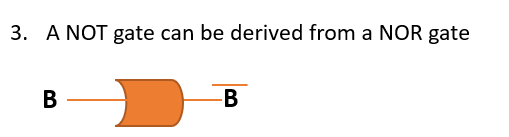 3. A NOT gate can be derived from a NOR gate
B B̅